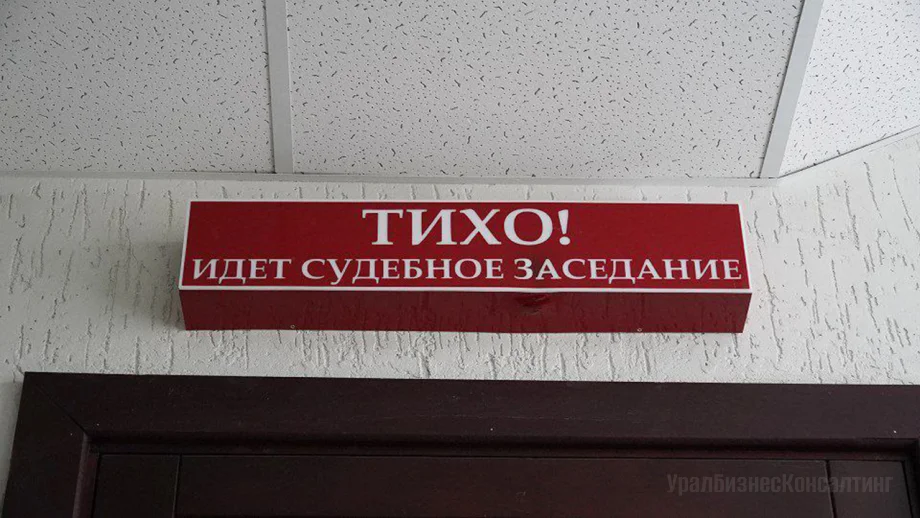 ТИХО!
ИДЕТ СУДЕБНОЕ ЗАСЕДАНИЕ
УралБизнесКонсалтинг